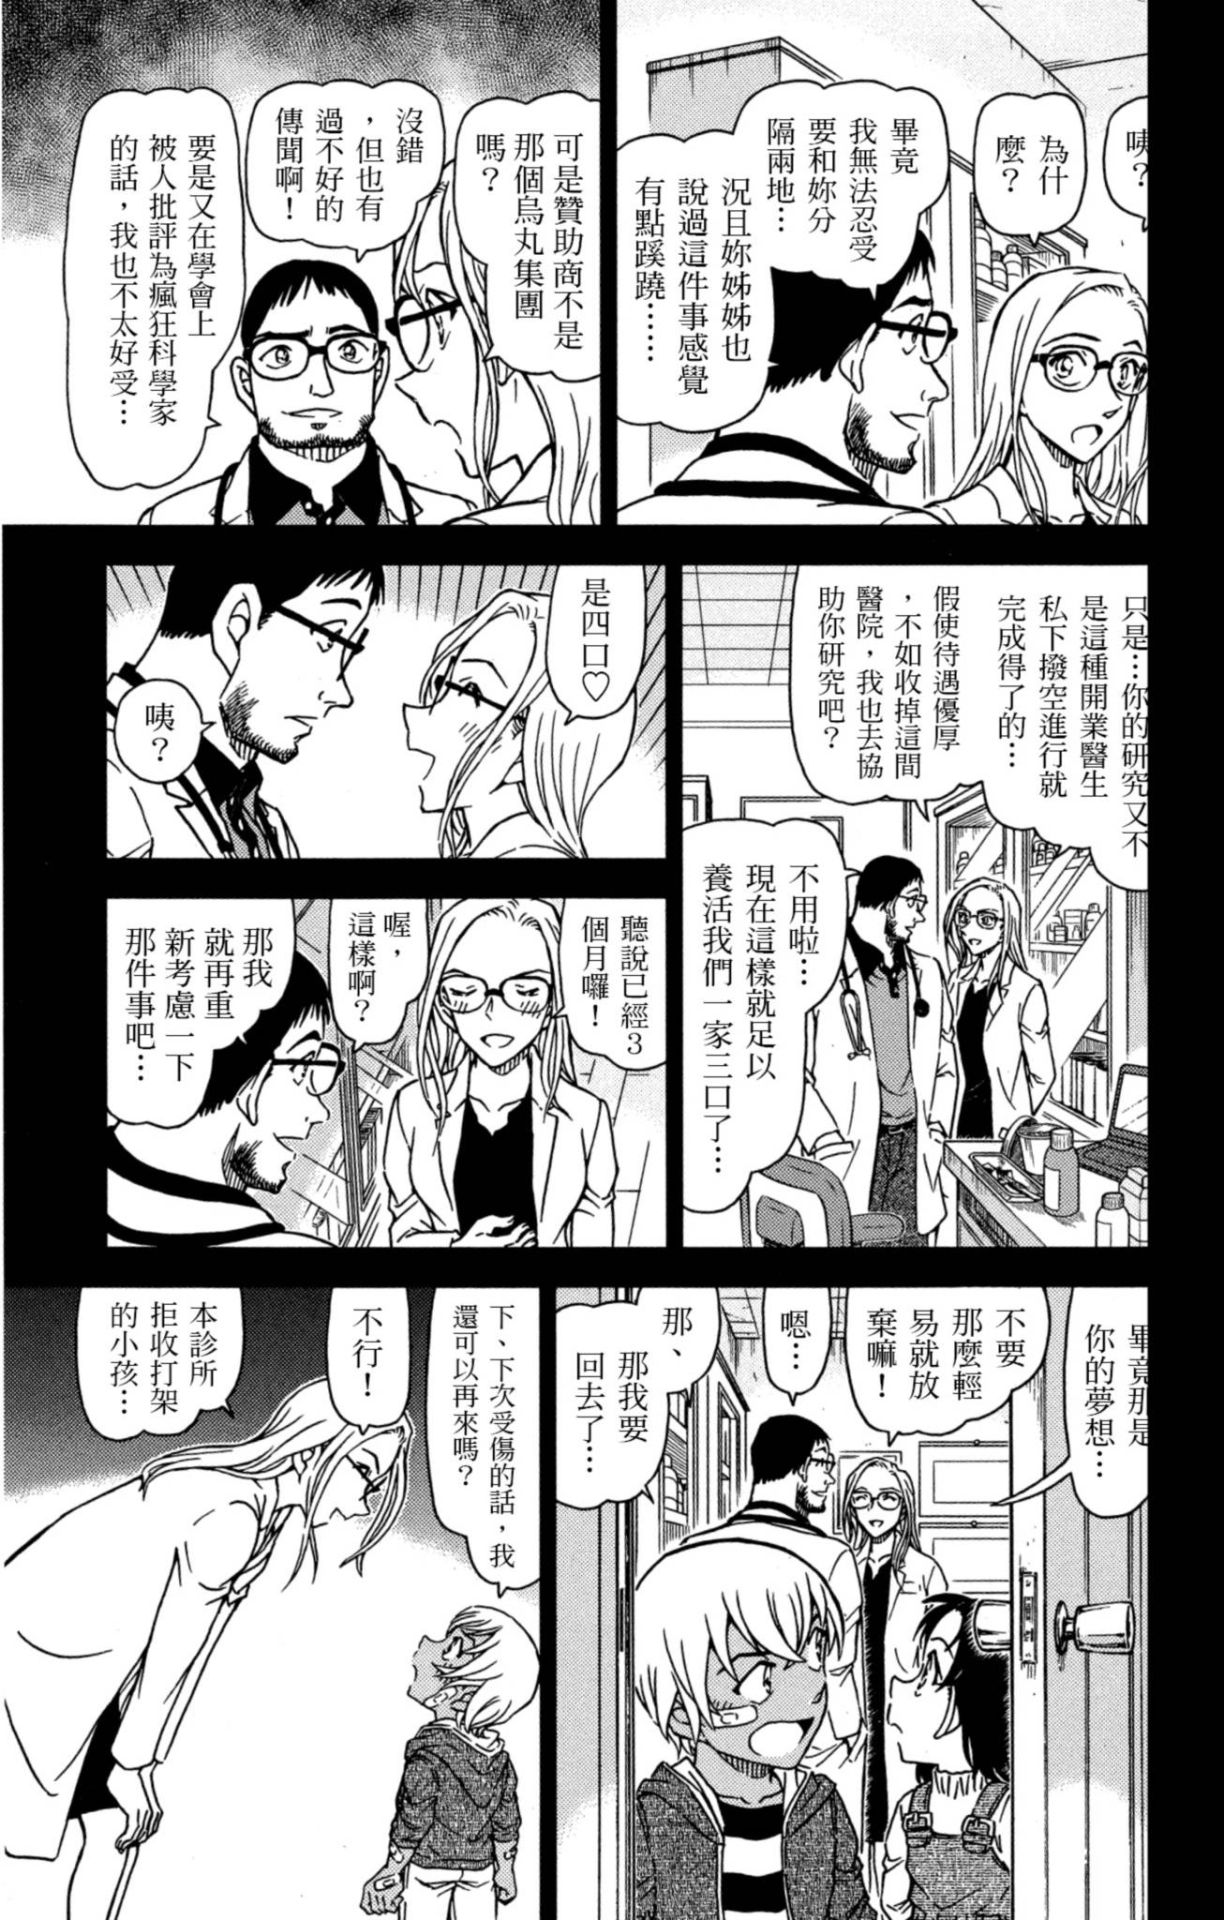 咦？
為什
麼？
畢竟
我無法忍受
要和妳分
隔兩地…
況且妳姊姊也
說過這件事感覺
有點蹊蹺……
可是贊助商不是
那個烏丸集團
嗎？
沒錯
，但也有
過不好的
傳聞啊！
要是又在學會上
被人批評為瘋狂科學家
的話，我也不太好受…
只是…你的研究又不
是這種開業醫生
私下撥空進行就
完成得了的…
假使待遇優厚
，不如收掉這間
醫院，我也去協
助你研究吧？
不用啦…
現在這樣就足以
養活我們一家三口了…
是四口♡
咦？
聽說已經3
個月囉！
喔，
這樣啊？
那我
就再重
新考慮一下
那件事吧…
畢竟那是
你的夢想…
不要
那麼輕
易就放
棄嘛！
嗯…
那、
那我要
回去了…
下、下次受傷的話，我
還可以再來嗎？
不行！
本診所
拒收打架
的小孩…